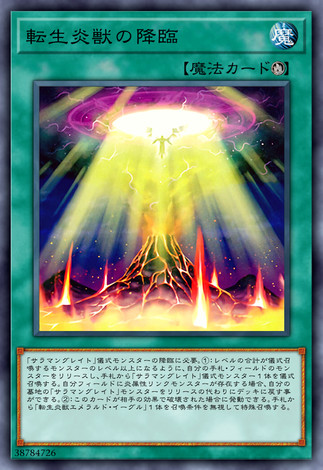 転生炎獣の降臨
魔
【魔法カード】
「サラマングレイト」儀式モンスターの降臨に必要。①：レベルの合計が儀式召
喚するモンスターのレベル以上になるように、自分の手札・フィールドのモン
スターをリリースし、手札から「サラマングレイト」儀式モンスター１体を儀式
召喚する。自分フィールドに炎属性リンクモンスターが存在する場合、自分の
墓地の「サラマングレイト」モンスターをリリースの代わりにデッキに戻す事が
できる。②：このカードが相手の効果で破壊された場合に発動できる。手札か
ら「転生炎獣エメラルド・イーグル」１体を召喚条件を無視して特殊召喚する。
38784726